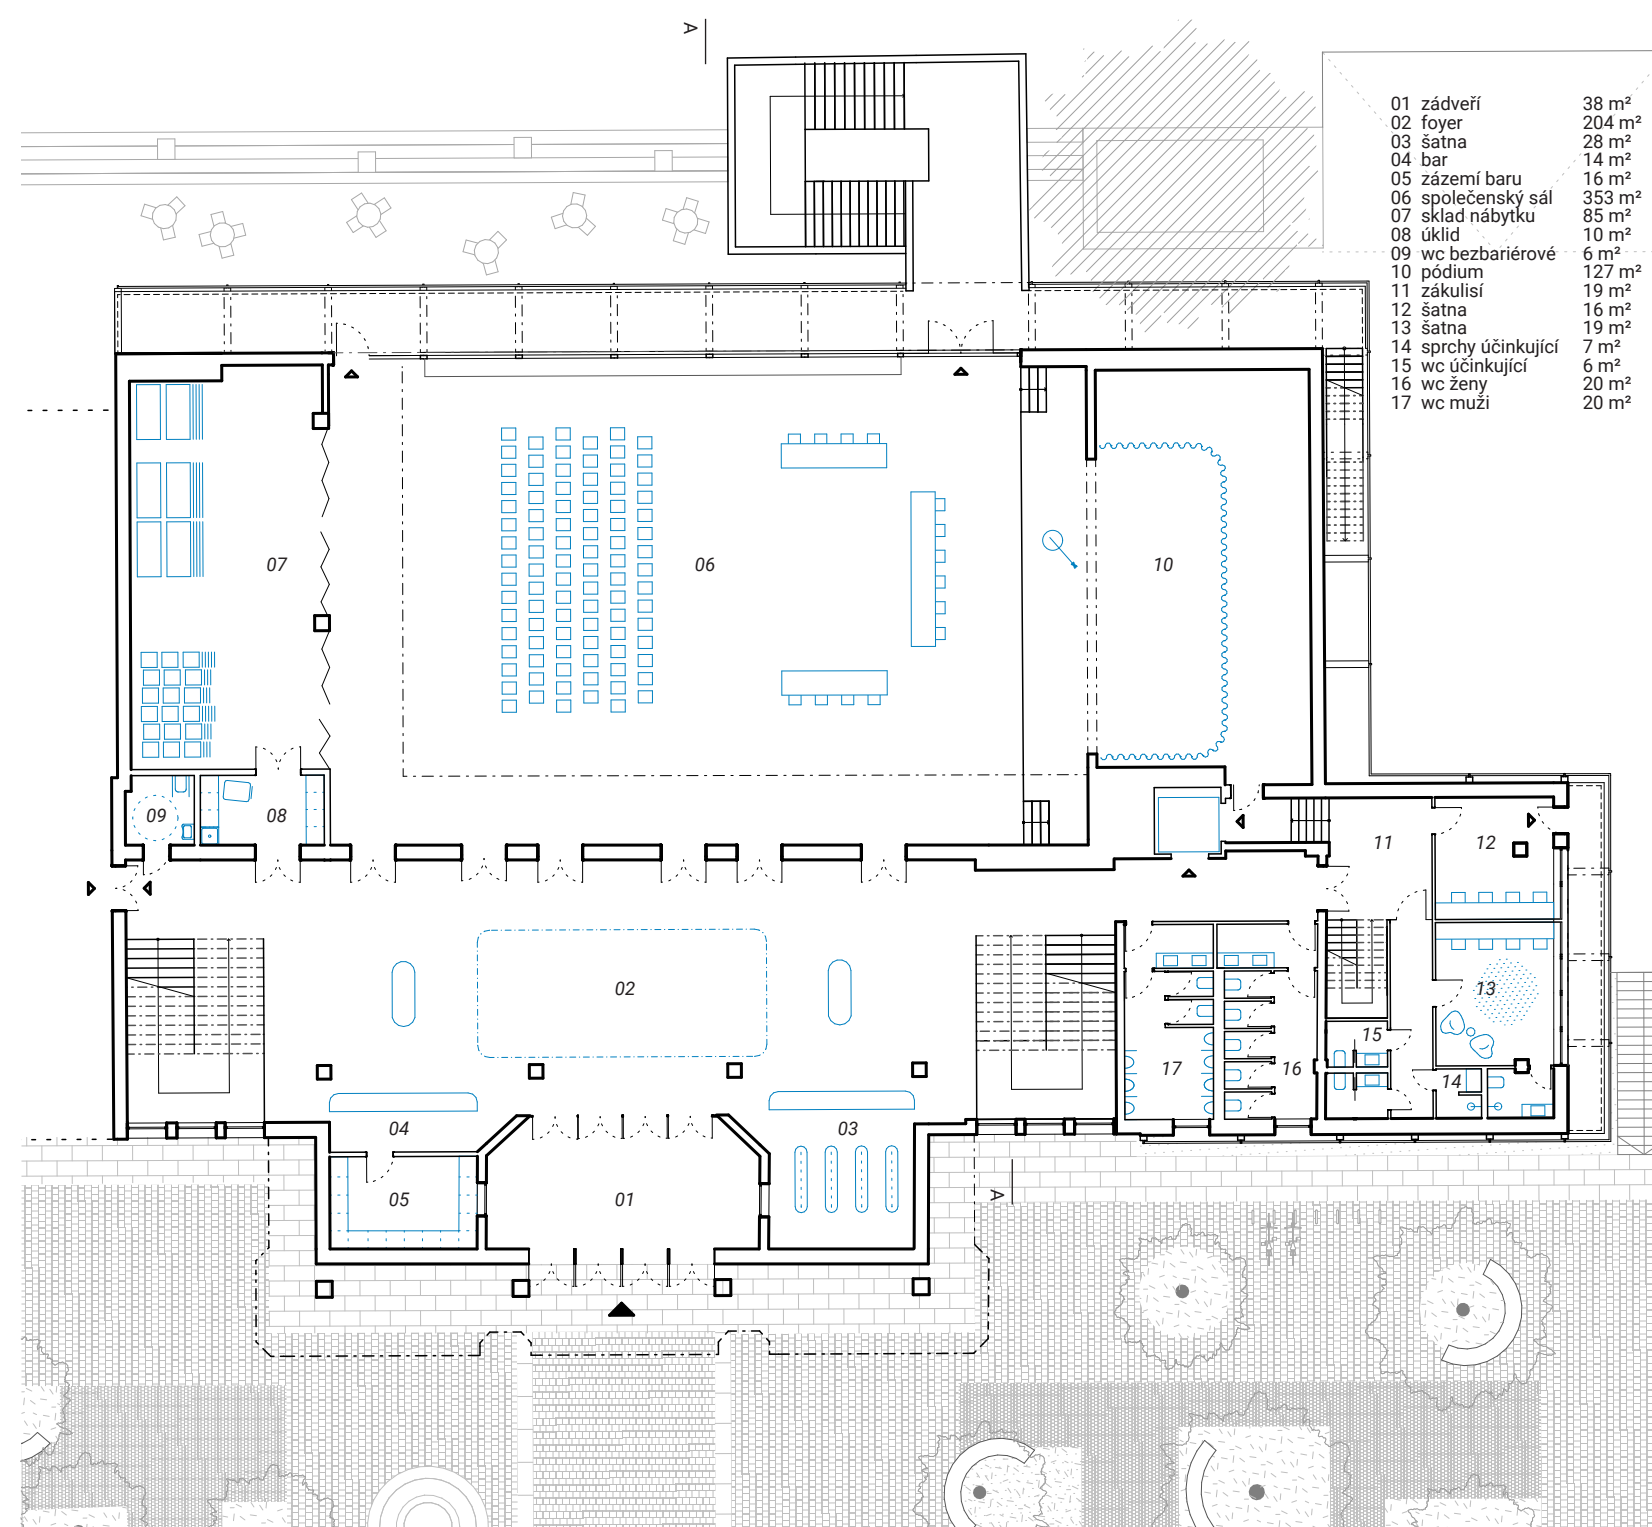 A
01 zádveří 38 m²
02 foyer 204 m²
03 šatna 28 m²
04 bar 14 m²
05 zázemí baru 16 m²
06 společenský sál 353 m²
07 sklad nábytku 85 m²
08 úklid 10 m²
09 wc bezbariérové 6 m²
10 pódium 127 m²
11 zákulisí 19 m²
12 šatna 16 m²
13 šatna 19 m²
14 sprchy účinkující 7 m²
15 wc účinkující 6 m²
16 wc ženy 20 m²
17 wc muži 20 m²
07
06
10
09
08
11
12
02
13
15
17
16
14
04
03
05
01
A